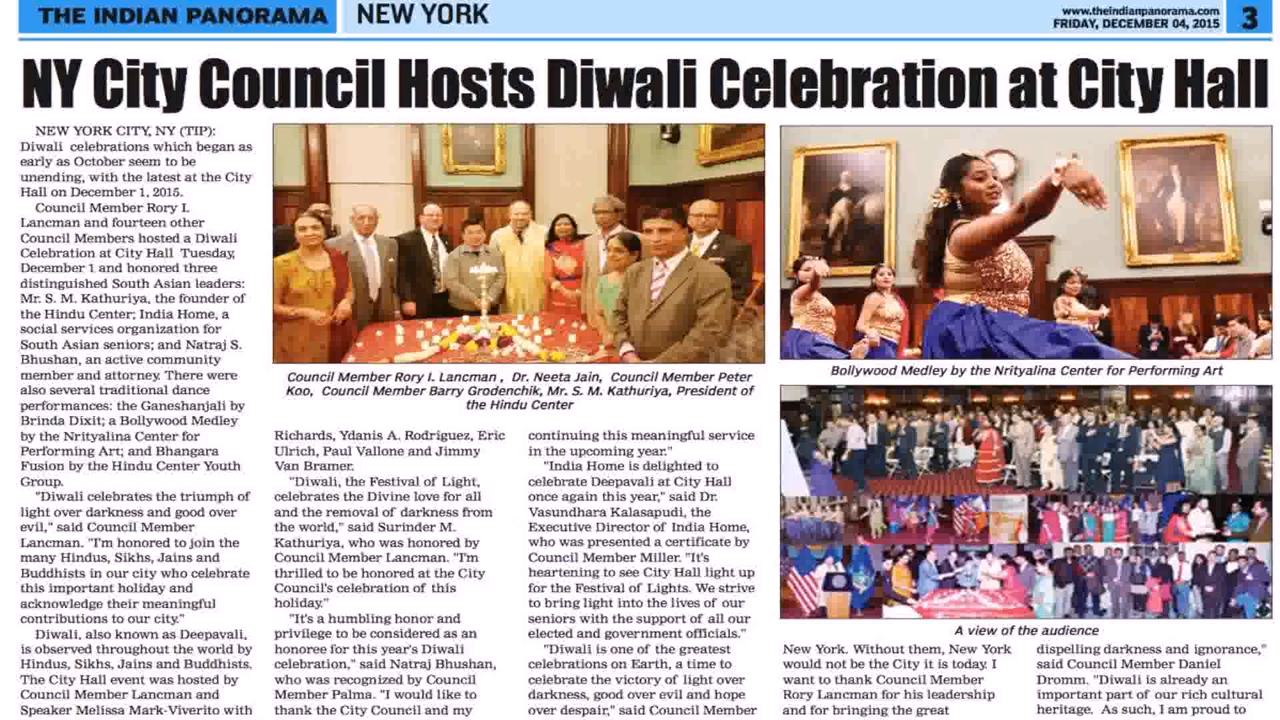 THE INDIAN PANORAMA
NEW YORK
www.theindianpanorama.com
FRIDAY, DECEMBER 04, 2015
3
NY City Council Hosts Diwali Celebration at City Hall
NEW YORK CITY, NY (TIP):
Diwali celebrations which began as
early as October seem to be
unending, with the latest at the City
Hall on December 1, 2015.
Council Member Rory I.
Lancman and fourteen other
Council Members hosted a Diwali
Celebration at City Hall Tuesday,
December 1 and honored three
distinguished South Asian leaders:
Mr. S. M. Kathuriya, the founder of
the Hindu Center; India Home, a
social services organization for
South Asian seniors; and Natraj S.
Bhushan, an active community
member and attorney. There were
also several traditional dance
performances: the Ganeshanjali by
Brinda Dixit; a Bollywood Medley
by the Nrityalina Center for
Performing Art; and Bhangara
Fusion by the Hindu Center Youth
Group.
"Diwali celebrates the triumph of
light over darkness and good over
evil," said Council Member
Lancman. "I'm honored to join the
many Hindus, Sikhs, Jains and
Buddhists in our city who celebrate
this important holiday and
acknowledge their meaningful
contributions to our city."
Diwali, also known as Deepavali,
is observed throughout the world by
Hindus, Sikhs, Jains and Buddhists.
The City Hall event was hosted by
Council Member Lancman and
Speaker Melissa Mark-Viverito with
Council Member Rory I. Lancman , Dr. Neeta Jain, Council Member Peter
Koo, Council Member Barry Grodenchik, Mr. S. M. Kathuriya, President of
the Hindu Center
Richards, Ydanis A. Rodriguez, Eric
Ulrich, Paul Vallone and Jimmy
Van Bramer.
"Diwali, the Festival of Light,
celebrates the Divine love for all
and the removal of darkness from
the world," said Surinder M.
Kathuriya, who was honored by
Council Member Lancman. "I'm
thrilled to be honored at the City
Council's celebration of this
holiday."
"It's a humbling honor and
privilege to be considered as an
honoree for this year's Diwali
celebration," said Natraj Bhushan,
who was recognized by Council
Member Palma. "I would like to
thank the City Council and my
continuing this meaningful service
in the upcoming year."
"India Home is delighted to
celebrate Deepavali at City Hall
once again this year," said Dr.
Vasundhara Kalasapudi, the
Executive Director of India Home,
who was presented a certificate by
Council Member Miller. "It's
heartening to see City Hall light up
for the Festival of Lights. We strive
to bring light into the lives of our
seniors with the support of all our
elected and government officials."
"Diwali is one of the greatest
celebrations on Earth, a time to
celebrate the victory of light over
darkness, good over evil and hope
over despair," said Council Member
Bollywood Medley by the Nrityalina Center for Performing Art
A view of the audience
New York. Without them, New York
would not be the City it is today. I
want to thank Council Member
Rory Lancman for his leadership
and for bringing the great
dispelling darkness and ignorance,"
said Council Member Daniel
Dromm. "Diwali is already an
important part of our rich cultural
heritage. As such, I am proud to